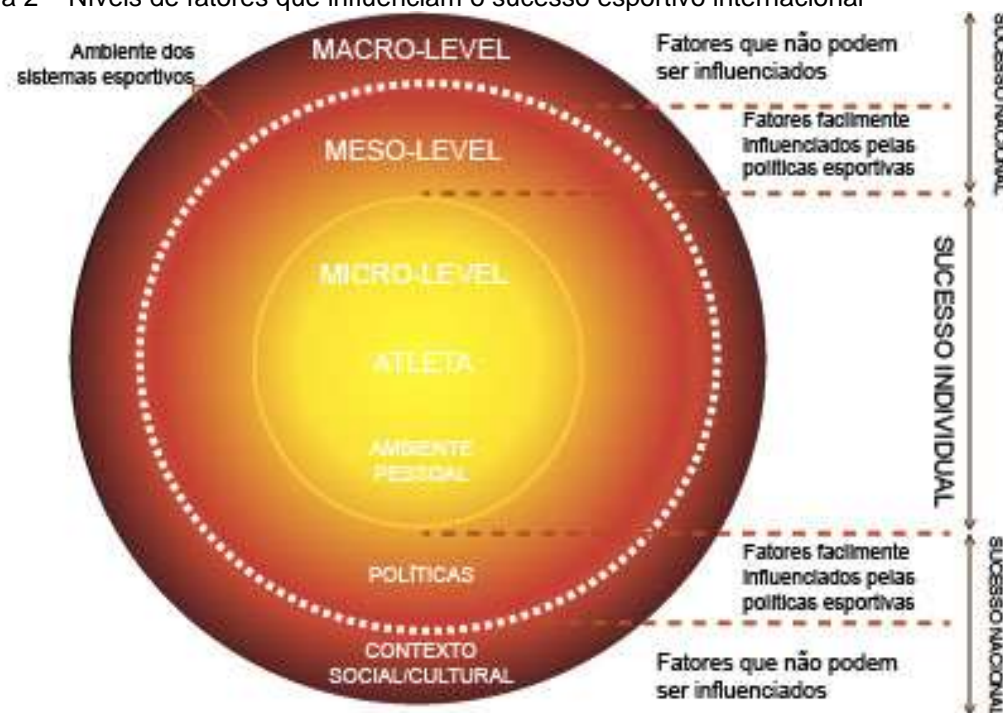 a 2 – Níveis de fatores que influenciam o sucesso esportivo internacional
Ambiente dos
sistemas esportivos
MACRO-LEVEL
Fatores que não podem
ser influenciados
SUCESSO NACIONAL
MESO-LEVEL
Fatores facilmente
influenciados pelas
políticas esportivas
MICRO-LEVEL
ATLETA
AMBIENTE
PESSOAL
SUCESSO INDIVIDUAL
POLÍTICAS
Fatores facilmente
influenciados pelas
políticas esportivas
CONTEXTO
SOCIAL/CULTURAL
Fatores que não podem
ser influenciados
SUCESSO NACIONAL